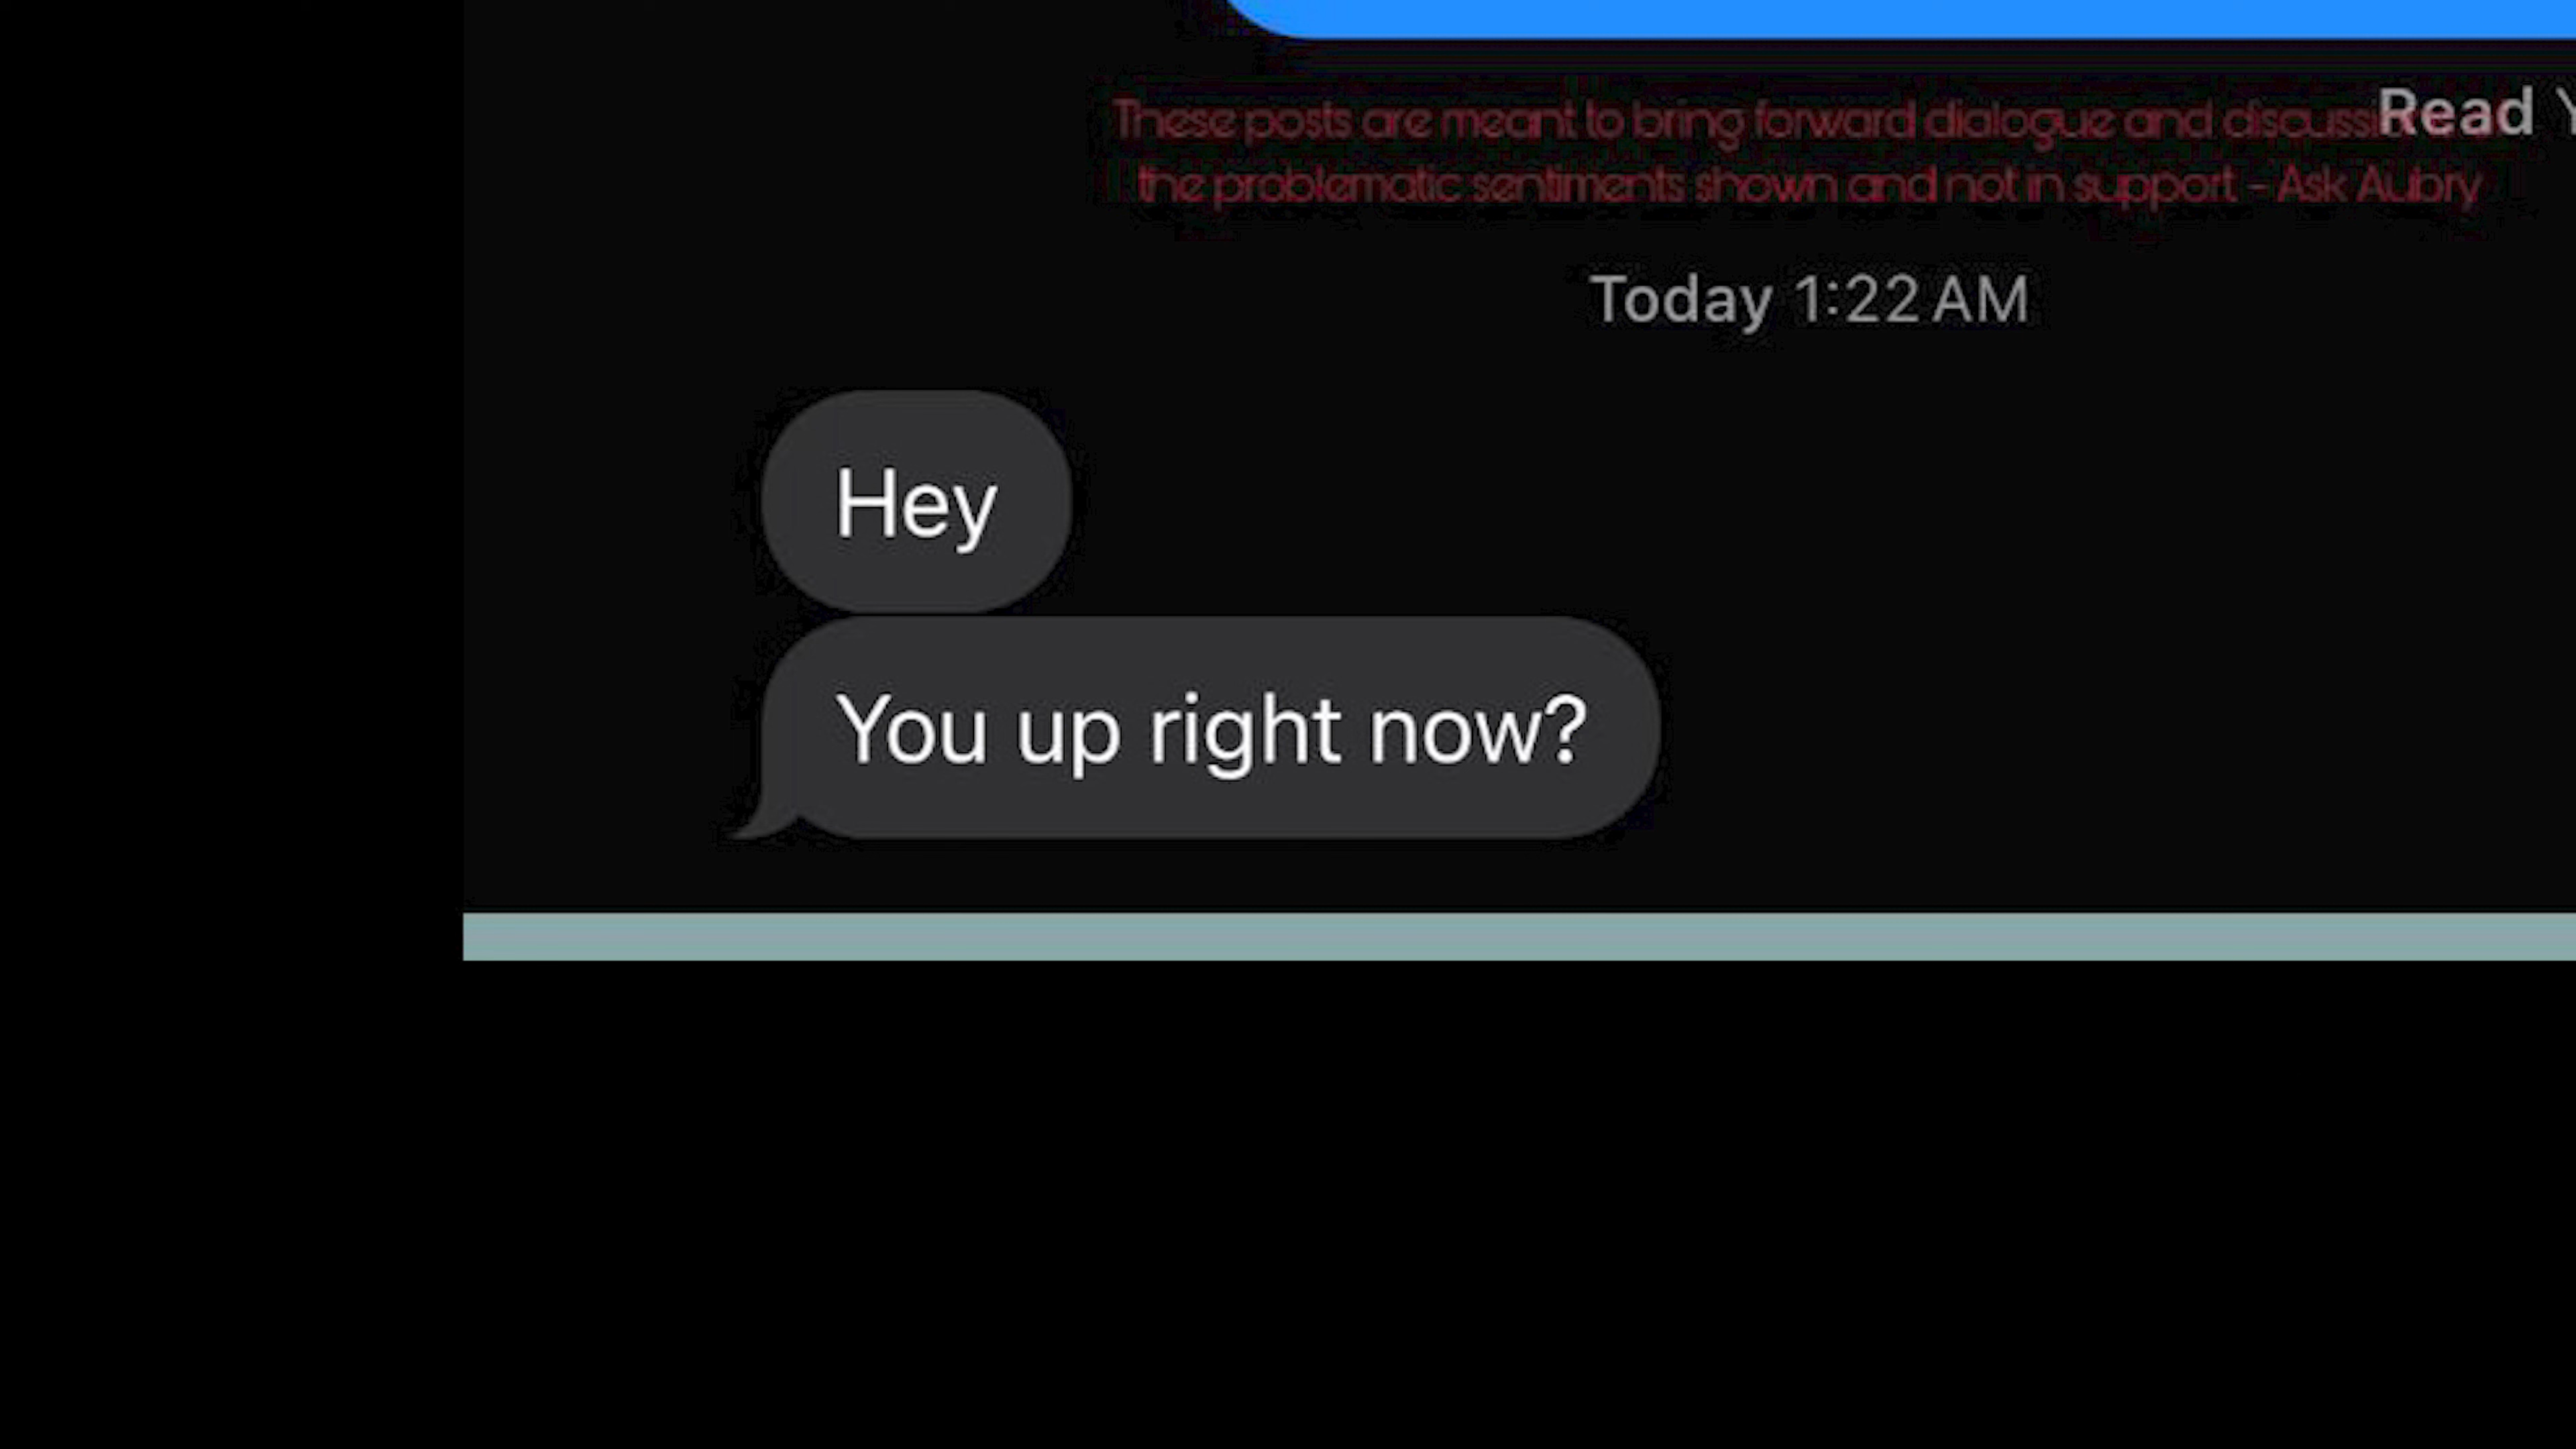 These posts are meant to bring forward dialogue and
Read
the problematic sentiments shown and not in support - Ask Aubry
Today 1:22 AM
Hey
You up right now?